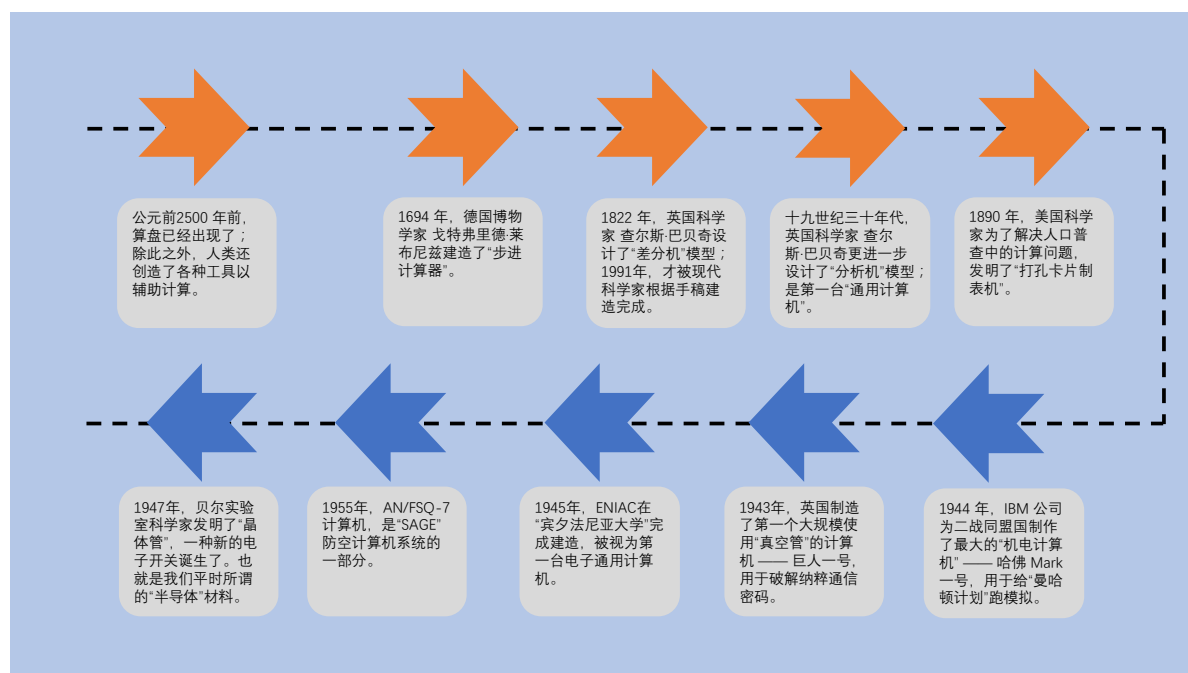 公元前2500 年前，
算盘已经出现了；
除此之外，人类还
创造了各种工具以
辅助计算。
1694 年，德国博物
学家 戈特弗里德·莱
布尼兹建造了“步进
计算器”。
1822 年，英国科学
家 查尔斯·巴贝奇设
计了“差分机”模型；
1991年，才被现代
科学家根据手稿建
造完成。
十九世纪三十年代，
英国科学家 查尔
斯·巴贝奇更进一步
设计了“分析机”模型；
是第一台“通用计算
机”。
1890 年，美国科学
家为了解决人口普
查中的计算问题，
发明了“打孔卡片制
表机”。
1944 年，IBM 公司
为二战同盟国制作
了最大的“机电计算
机” —— 哈佛 Mark
一号，用于给“曼哈
顿计划”跑模拟。
1943年，英国制造
了第一个大规模使
用“真空管”的计算
机 —— 巨人一号，
用于破解纳粹通信
密码。
1945年，ENIAC在
“宾夕法尼亚大学”完
成建造，被视为第
一台电子通用计算
机。
1955年，AN/FSQ-7
计算机，是“SAGE”
防空计算机系统的
一部分。
1947年，贝尔实验
室科学家发明了“晶
体管”，一种新的电
子开关诞生了。也
就是我们平时所谓
的“半导体”材料。